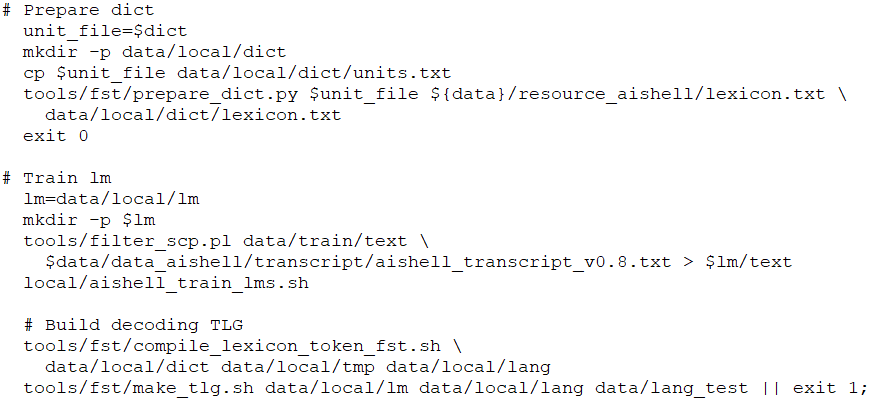 # Prepare dict
  unit_file=$dict
  mkdir -p data/local/dict
  cp $unit_file data/local/dict/units.txt
  tools/fst/prepare_dict.py $unit_file ${data}/resource_aishell/lexicon.txt \
    data/local/dict/lexicon.txt
  exit 0

# Train lm
  lm=data/local/lm
  mkdir -p $lm
  tools/filter_scp.pl data/train/text \
    $data/data_aishell/transcript/aishell_transcript_v0.8.txt > $lm/text
  local/aishell_train_lms.sh

  # Build decoding TLG
  tools/fst/compile_lexicon_token_fst.sh \
    data/local/dict data/local/tmp data/local/lang
  tools/fst/make_tlg.sh data/local/lm data/local/lang data/lang_test || exit 1;